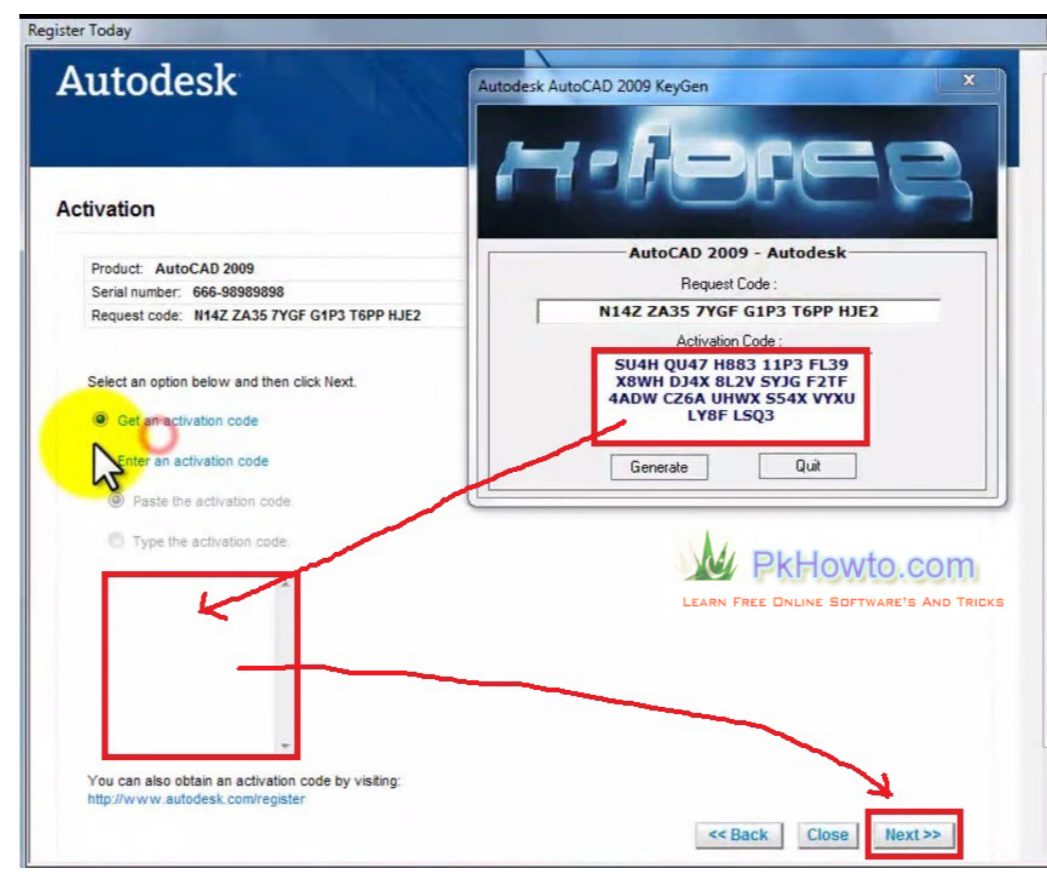 Register Today
Autodesk
Autodesk AutoCAD 2009 KeyGen
X
X-force
Activation
Product: AutoCAD 2009
Serial number: 666-98989898
Request code: N14Z ZA35 7YGF G1P3 T6PP HJE2
AutoCAD 2009 - Autodesk
Request Code :
N14Z ZA35 7YGF G1P3 T6PP HJE2
Activation Code :
SU4H QU47 H883 11P3 FL39
X8WH DJ4X 8L2V SYJG F2TF
4ADW CZ6A UHWX S54X VYXU
LY8F LSQ3
Generate
Quit
Select an option below and then click Next.
Get an activation code
Enter an activation code
Paste the activation code.
Type the activation code.
PkHowto.com
Learn Free Online Software's And Tricks
You can also obtain an activation code by visiting:
http://www.autodesk.com/register
<< Back
Close
Next >>